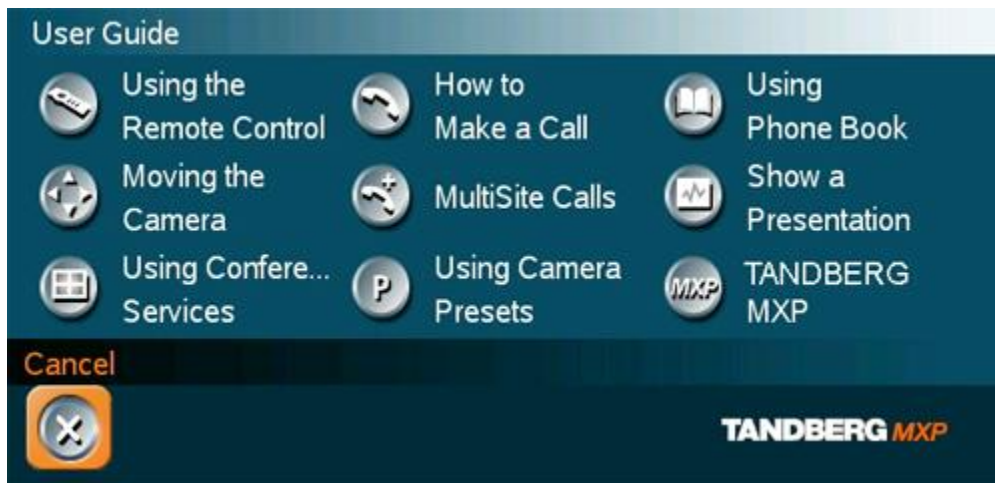 User Guide
Using the
Remote Control
How to
Make a Call
Using
Phone Book
Moving the
Camera
MultiSite Calls
Show a
Presentation
Using Confere...
Services
P
Using Camera
Presets
MXP
TANDBERG
MXP
Cancel
TANDBERG MXP